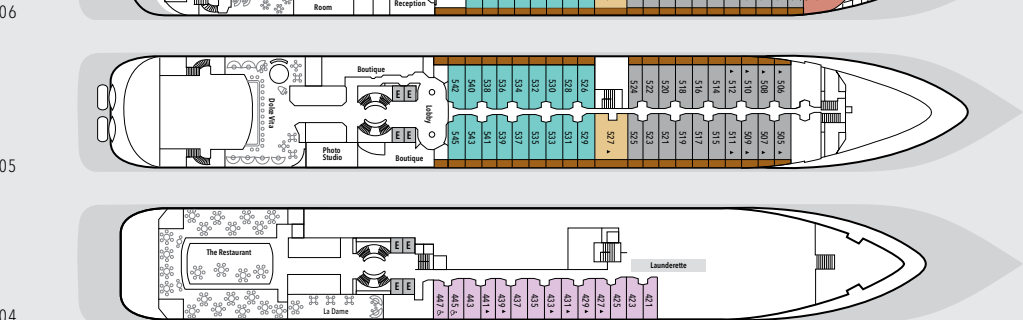 06
Room
Reception
05
Boutique
E E
Dolce Vita
Lobby
E E
Photo
Studio
Boutique
542 540 538 536 534 532 530 528 526 524 522 520 518 516 514 512 510 508 506
545 543 541 539 537 535 533 531 529 527 525 523 521 519 517 515 511 509 507 505
04
The Restaurant
E E
E E
La Dame
Launderette
447 445 443 441 439 437 435 433 431 429 427 425 423 421